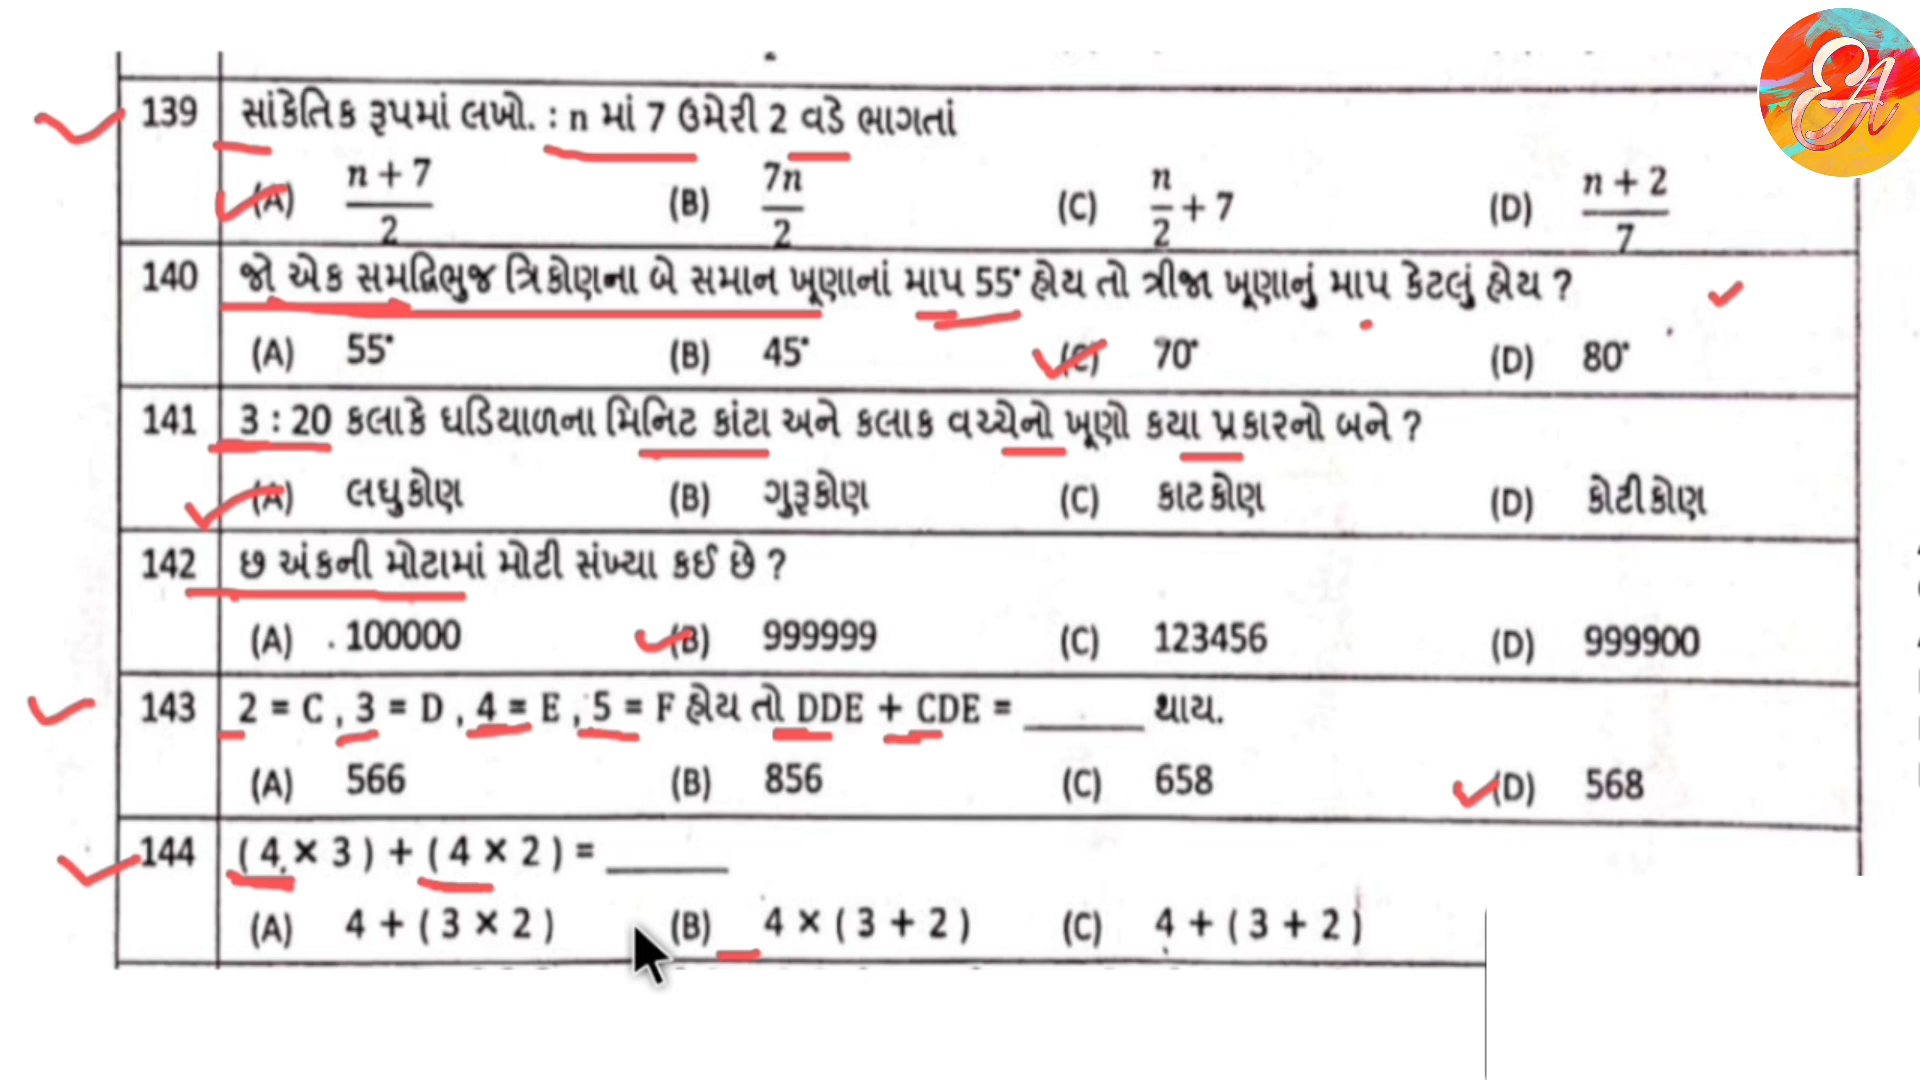 EA
139 સાંકેતિક રૂપમાં લખો. : n માં 7 ઉમેરી 2 વડે ભાગતાં
(A) (n + 7)/2 (B) 7n/2 (C) n/2 + 7 (D) (n + 2)/7
140 જો એક સમદ્વિભુજ ત્રિકોણના બે સમાન ખૂણાનાં માપ 55° હોય તો ત્રીજા ખૂણાનું માપ કેટલું હોય ?
(A) 55° (B) 45° (C) 70° (D) 80°
141 3 : 20 કલાકે ઘડિયાળના મિનિટ કાંટા અને કલાક વચ્ચેનો ખૂણો કયા પ્રકારનો બને ?
(A) લઘુકોણ (B) ગુરૂકોણ (C) કાટકોણ (D) કોટીકોણ
142 છ અંકની મોટામાં મોટી સંખ્યા કઈ છે ?
(A) 100000 (B) 999999 (C) 123456 (D) 999900
143 2 = C , 3 = D , 4 = E , 5 = F હોય તો DDE + CDE = ______ થાય.
(A) 566 (B) 856 (C) 658 (D) 568
144 ( 4 × 3 ) + ( 4 × 2 ) = ______
(A) 4 + ( 3 × 2 ) (B) 4 × ( 3 + 2 ) (C) 4 + ( 3 + 2 )